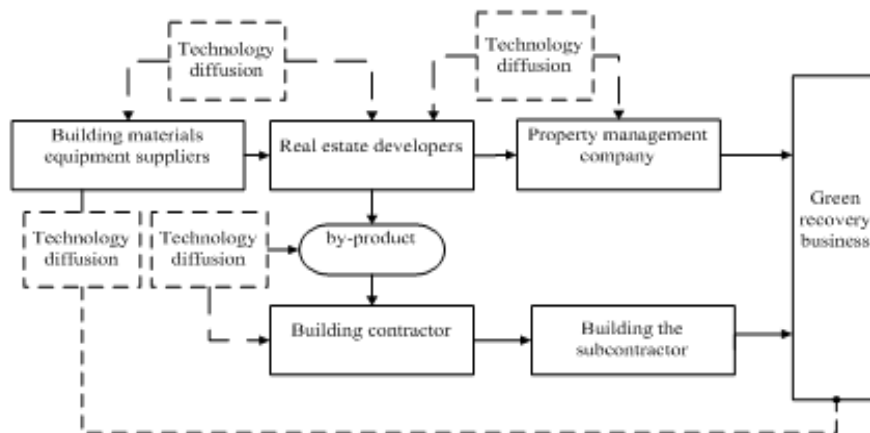 Technology
diffusion
Technology
diffusion
Building materials
equipment suppliers
Real estate developers
Property management
company
Green
recovery
business
Technology
diffusion
Technology
diffusion
by-product
Building contractor
Building the
subcontractor